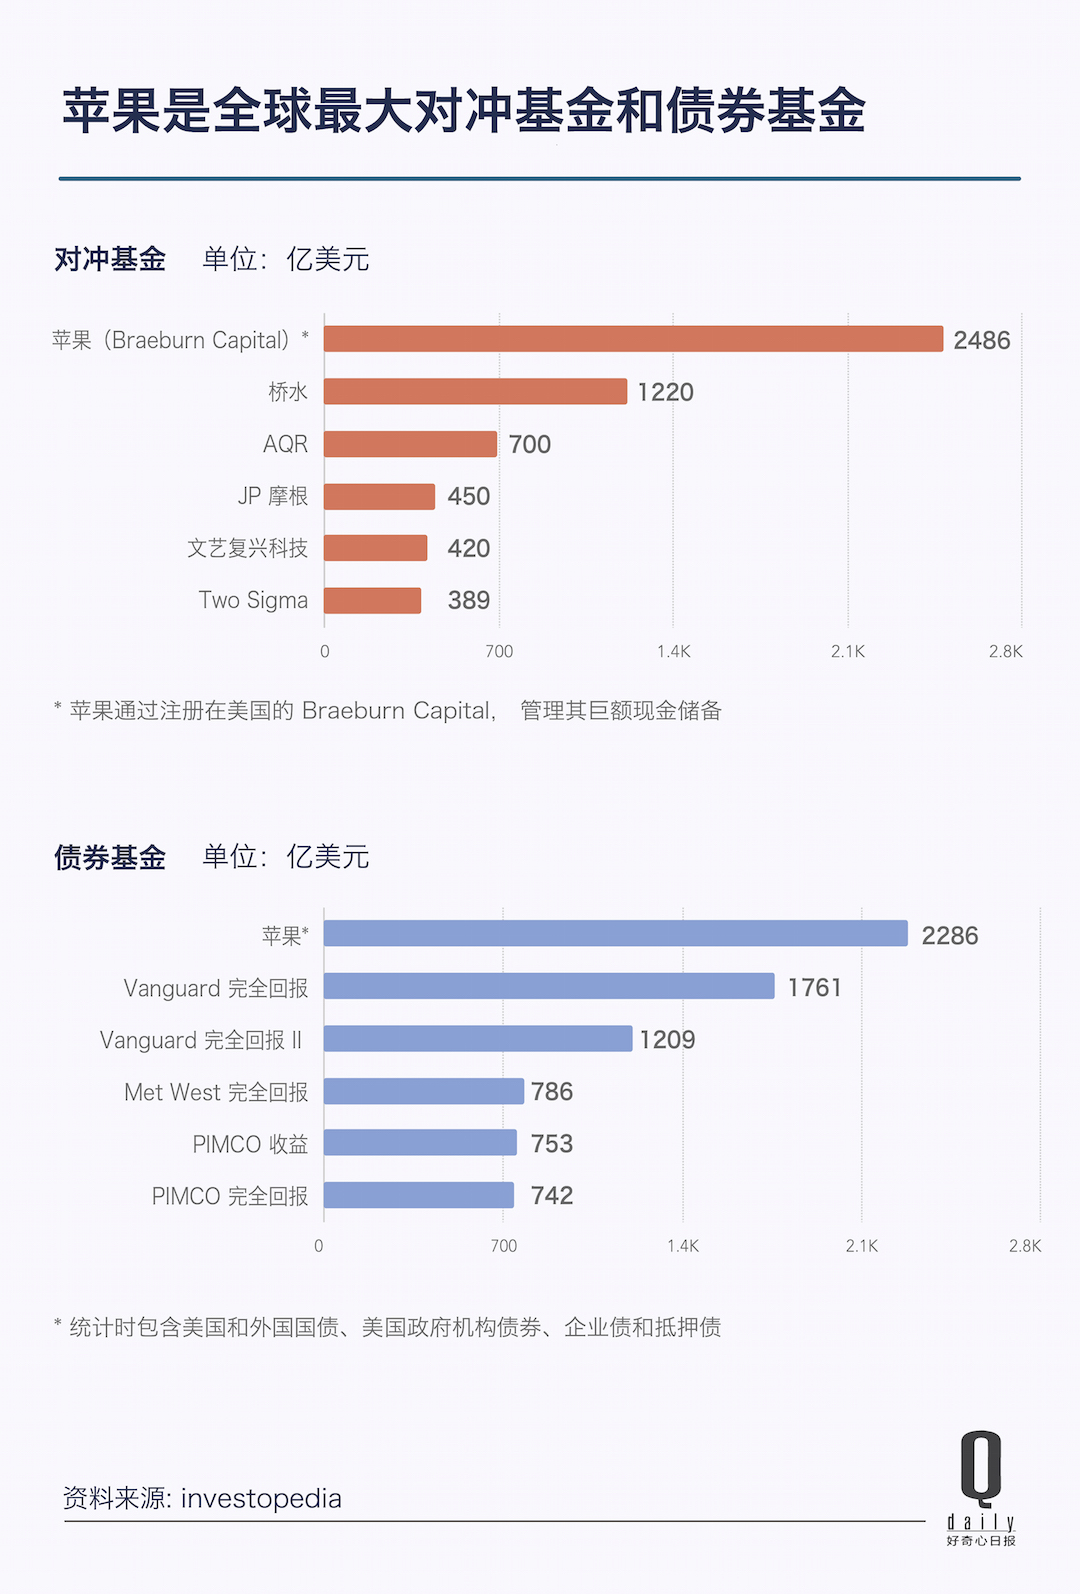 苹果是全球最大对冲基金和债券基金
对冲基金 单位：亿美元
苹果（Braeburn Capital）* 2486
桥水 1220
AQR 700
JP 摩根 450
文艺复兴科技 420
Two Sigma 389
0 700 1.4K 2.1K 2.8K
* 苹果通过注册在美国的 Braeburn Capital， 管理其巨额现金储备
债券基金 单位：亿美元
苹果* 2286
Vanguard 完全回报 1761
Vanguard 完全回报 II 1209
Met West 完全回报 786
PIMCO 收益 753
PIMCO 完全回报 742
0 700 1.4K 2.1K 2.8K
* 统计时包含美国和外国国债、美国政府机构债券、企业债和抵押债
资料来源: investopedia
Q
daily
好奇心日报